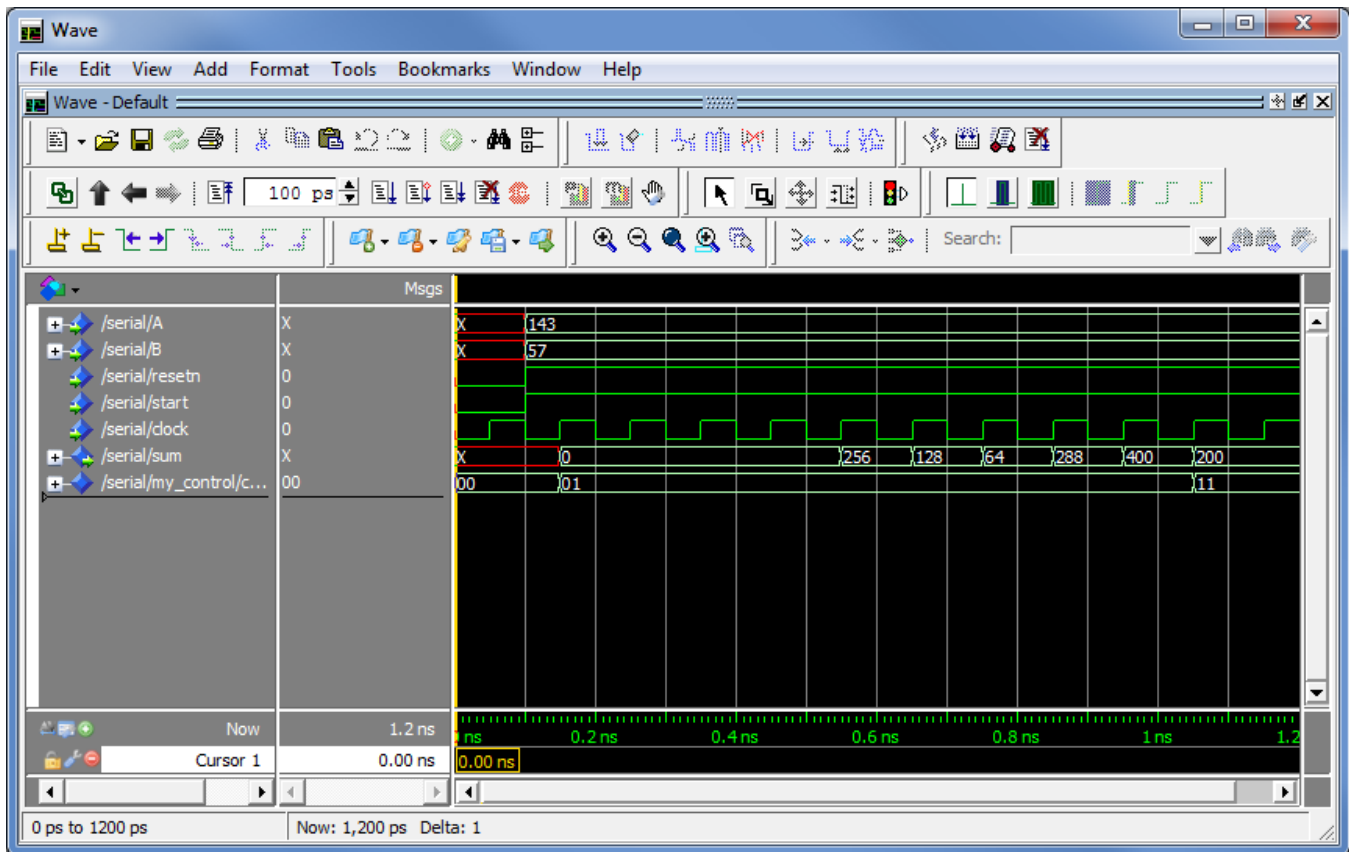 Wave
File Edit View Add Format Tools Bookmarks Window Help
Wave - Default
100 ps
Search:
Msgs
/serial/A X X 143
/serial/B X X 57
/serial/resetn 0
/serial/start 0
/serial/clock 0
/serial/sum X X 0 256 128 64 288 400 200
/serial/my_control/c... 00 00 01 11
Now 1.2 ns ns 0.2 ns 0.4 ns 0.6 ns 0.8 ns 1 ns 1.2
Cursor 1 0.00 ns 0.00 ns
0 ps to 1200 ps Now: 1,200 ps Delta: 1